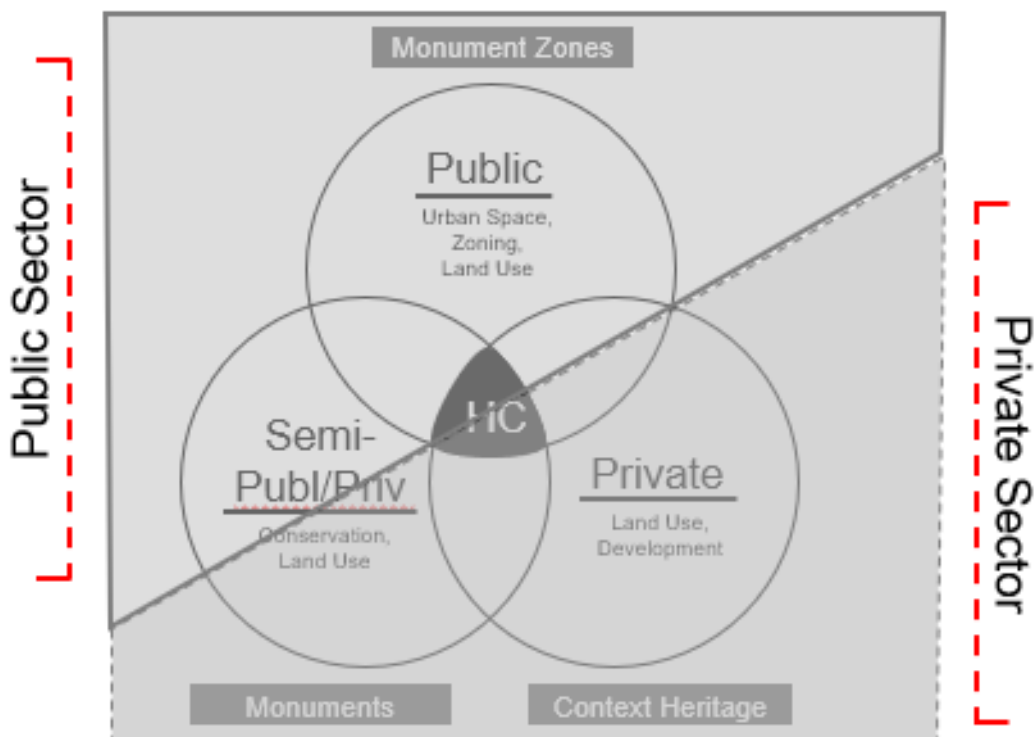 Monument Zones
Public Sector
Public
Urban Space,
Zoning,
Land Use
Private Sector
HC
Semi-
Publ/Priv
Conservation,
Land Use
Private
Land Use,
Development
Monuments
Context Heritage